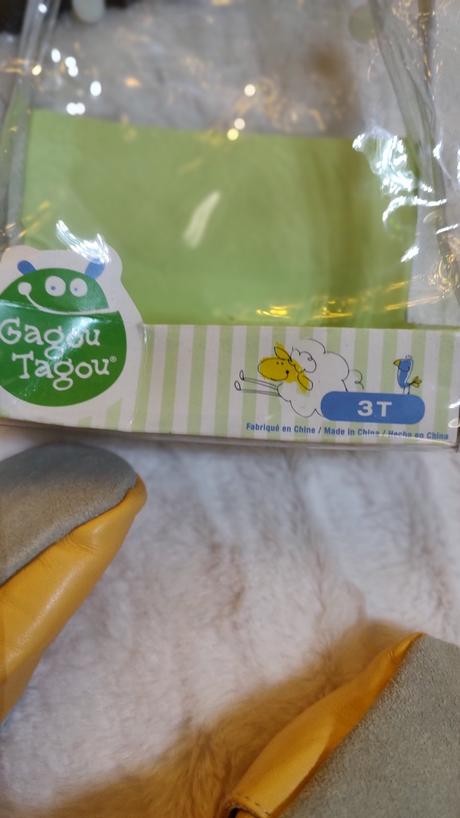 Gagou
Tagou®
3T
Fabriqué en Chine / Made in China / Hecho en China